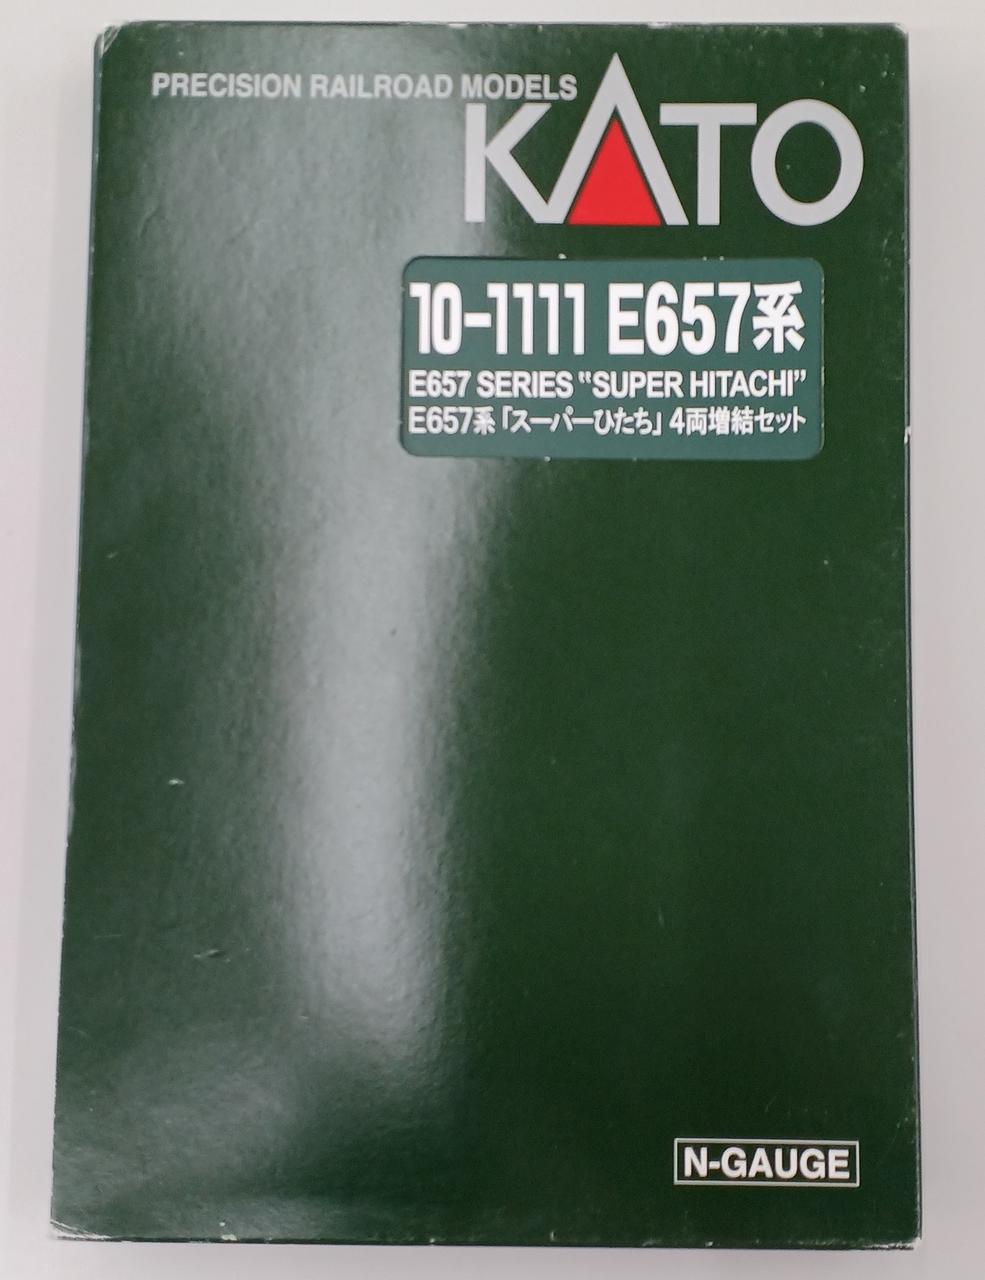 PRECISION RAILROAD MODELS
KATO
10-1111 E657系
E657 SERIES “SUPER HITACHI”
E657系「スーパーひたち」4両増結セット
N-GAUGE